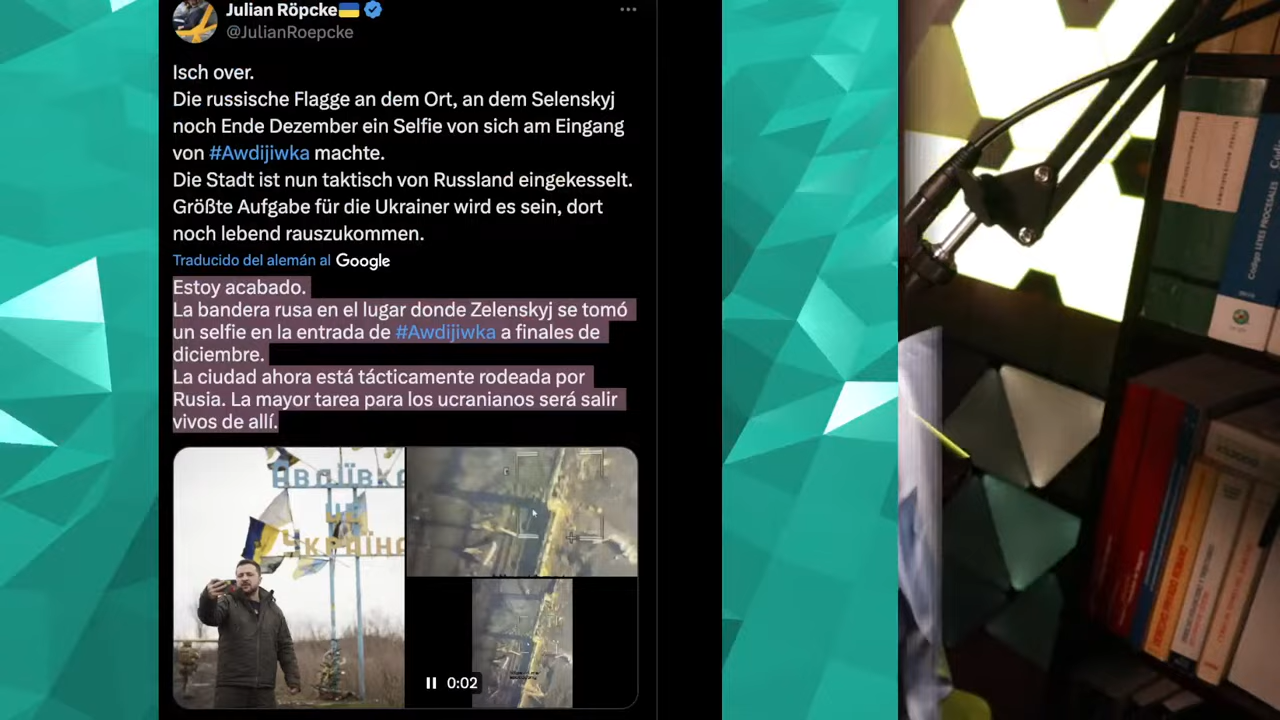 Julian Röpcke🇺🇦
@JulianRoepcke
Isch over.
Die russische Flagge an dem Ort, an dem Selenskyj
noch Ende Dezember ein Selfie von sich am Eingang
von #Awdijiwka machte.
Die Stadt ist nun taktisch von Russland eingekesselt.
Größte Aufgabe für die Ukrainer wird es sein, dort
noch lebend rauszukommen.
Traducido del alemán al Google
Estoy acabado.
La bandera rusa en el lugar donde Zelenskyj se tomó
un selfie en la entrada de #Awdijiwka a finales de
diciembre.
La ciudad ahora está tácticamente rodeada por
Rusia. La mayor tarea para los ucranianos será salir
vivos de allí.
АВДІЇВКА
ЦЕ
УКРАЇНА
0:02
Código LEYES PROCESALES